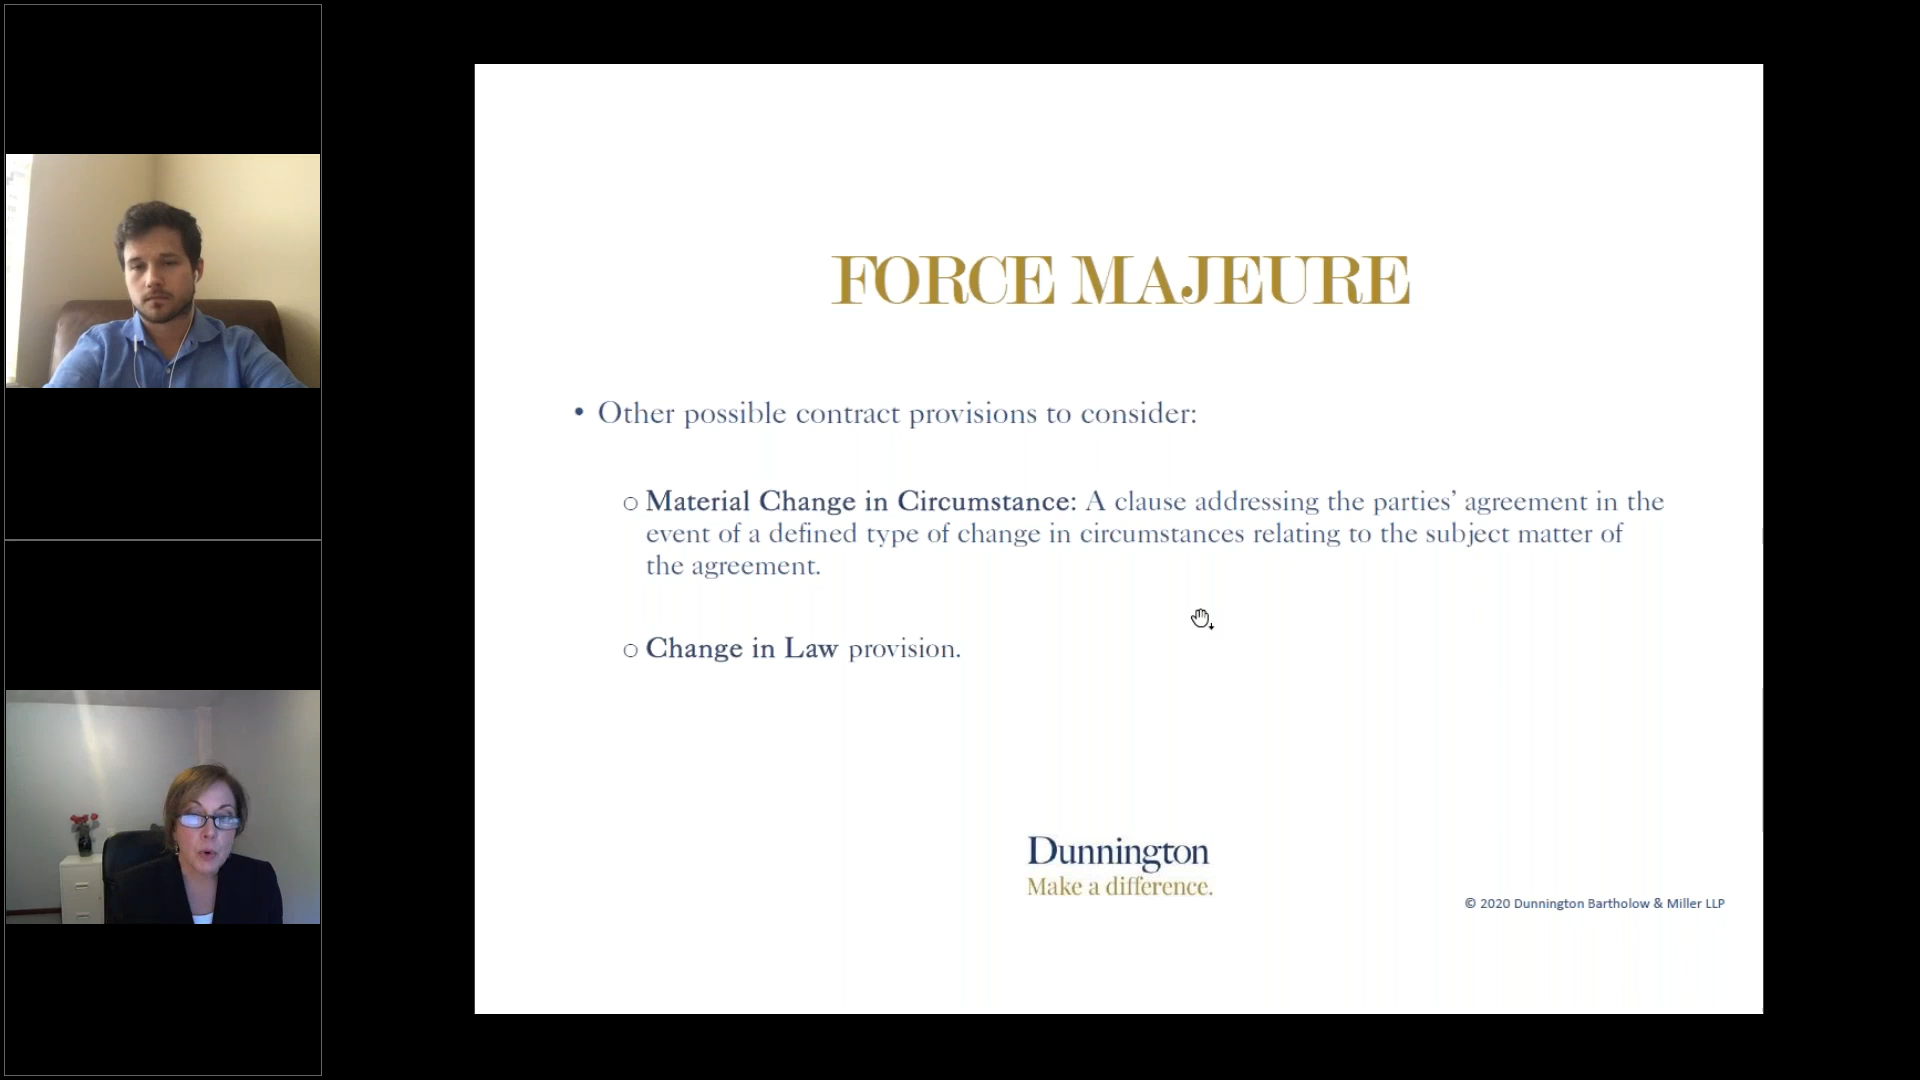 FORCE MAJEURE
• Other possible contract provisions to consider:
○ Material Change in Circumstance: A clause addressing the parties’ agreement in the
event of a defined type of change in circumstances relating to the subject matter of
the agreement.
○ Change in Law provision.
Dunnington
Make a difference.
© 2020 Dunnington Bartholow & Miller LLP